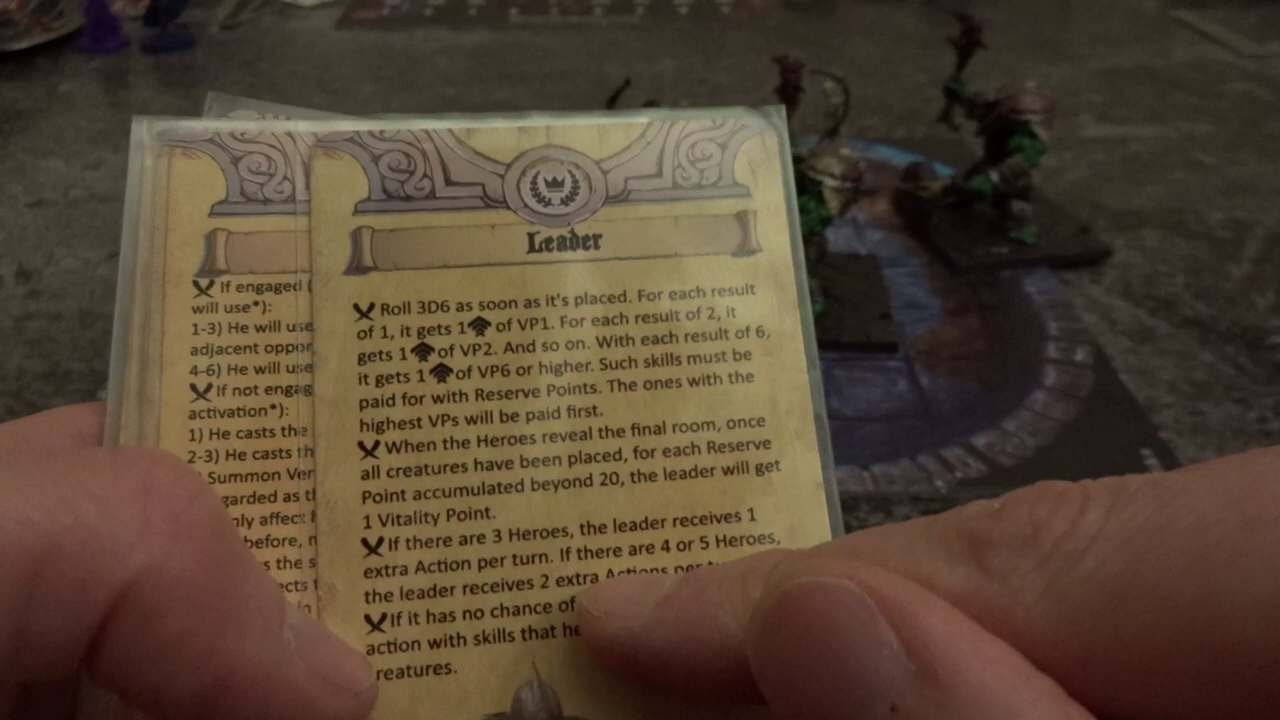 Leader
Roll 3D6 as soon as it's placed. For each result
of 1, it gets 1 of VP1. For each result of 2, it
gets 1 of VP2. And so on. With each result of 6,
it gets 1 of VP6 or higher. Such skills must be
paid for with Reserve Points. The ones with the
highest VPs will be paid first.
When the Heroes reveal the final room, once
all creatures have been placed, for each Reserve
Point accumulated beyond 20, the leader will get
1 Vitality Point.
If there are 3 Heroes, the leader receives 1
extra Action per turn. If there are 4 or 5 Heroes,
the leader receives 2 extra Actions per
If it has no chance of
action with skills that
reatures.
If engaged (
will use*):
1-3) He will use
adjacent
4-6) He will use
If not
activation*):
1) He casts the
2-3) He casts
Summon
garded as
affect
before,
s the